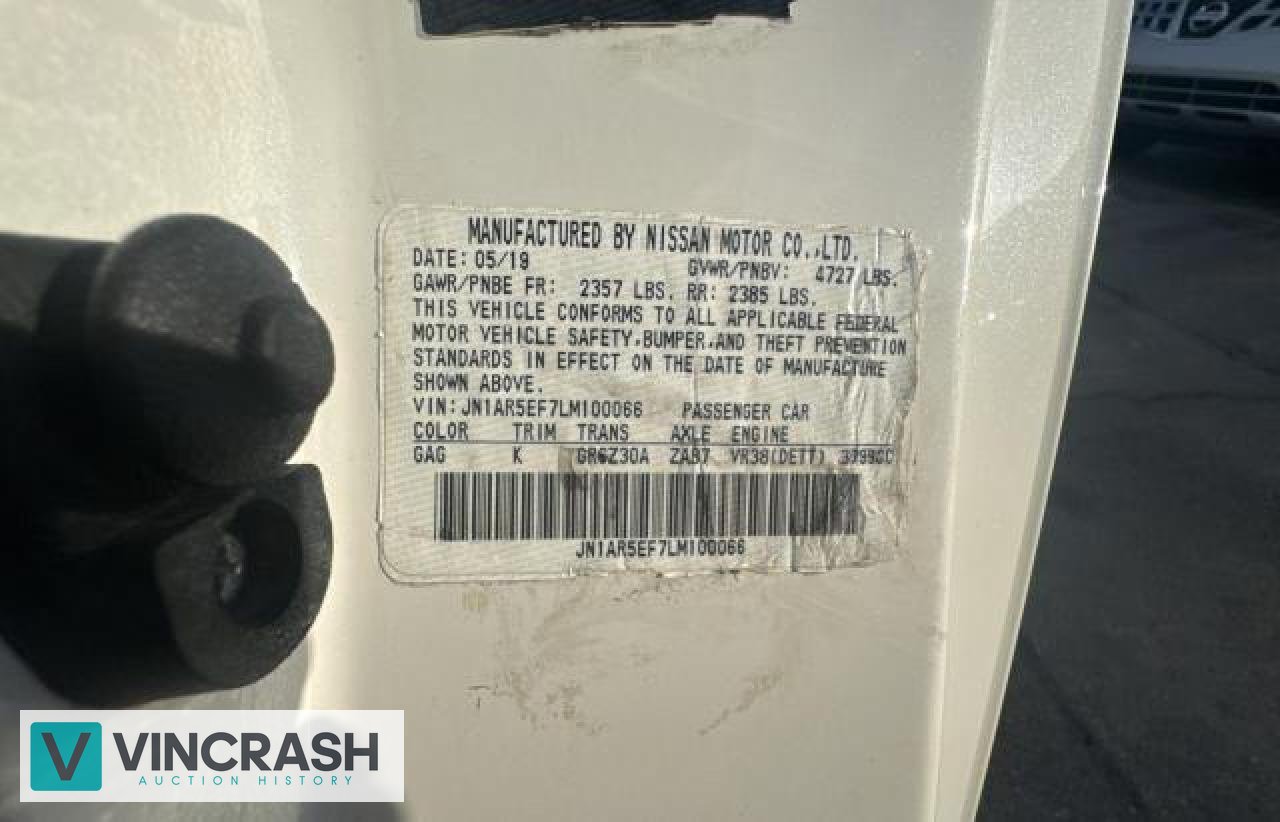 MANUFACTURED BY NISSAN MOTOR CO.,LTD.
DATE: 05/19 GVWR/PNBV: 4727 LBS.
GAWR/PNBE FR: 2357 LBS. RR: 2385 LBS.
THIS VEHICLE CONFORMS TO ALL APPLICABLE FEDERAL
MOTOR VEHICLE SAFETY,BUMPER,AND THEFT PREVENTION
STANDARDS IN EFFECT ON THE DATE OF MANUFACTURE
SHOWN ABOVE.
VIN: JN1AR5EF7LM100066 PASSENGER CAR
COLOR TRIM TRANS AXLE ENGINE
GAG K GR6Z30A ZAB7 VR38(DETT) 3799CC
JN1AR5EF7LM100066
V VINCRASH
AUCTION HISTORY